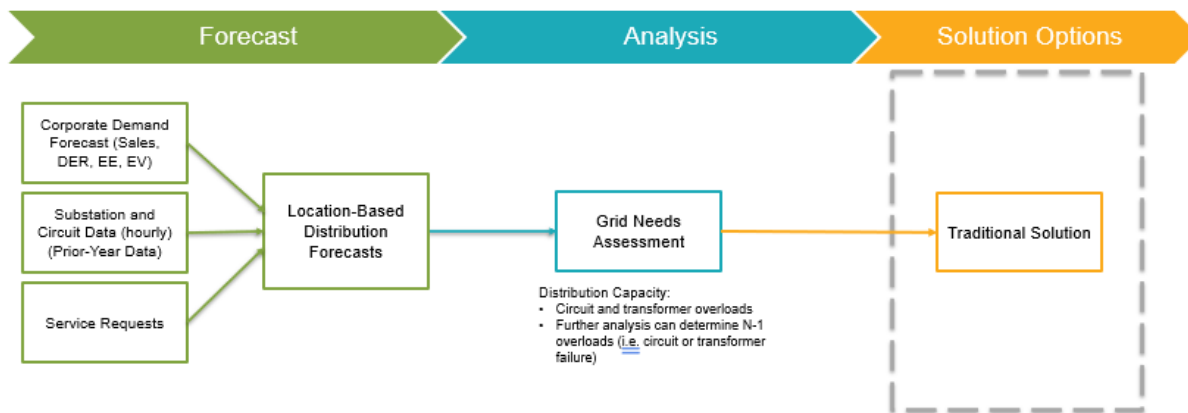 Forecast
Analysis
Solution Options
Corporate Demand
Forecast (Sales,
DER, EE, EV)
Substation and
Circuit Data (hourly)
(Prior-Year Data)
Service Requests
Location-Based
Distribution
Forecasts
Grid Needs
Assessment
Distribution Capacity:
• Circuit and transformer overloads
• Further analysis can determine N-1
overloads (i.e. circuit or transformer
failure)
Traditional Solution